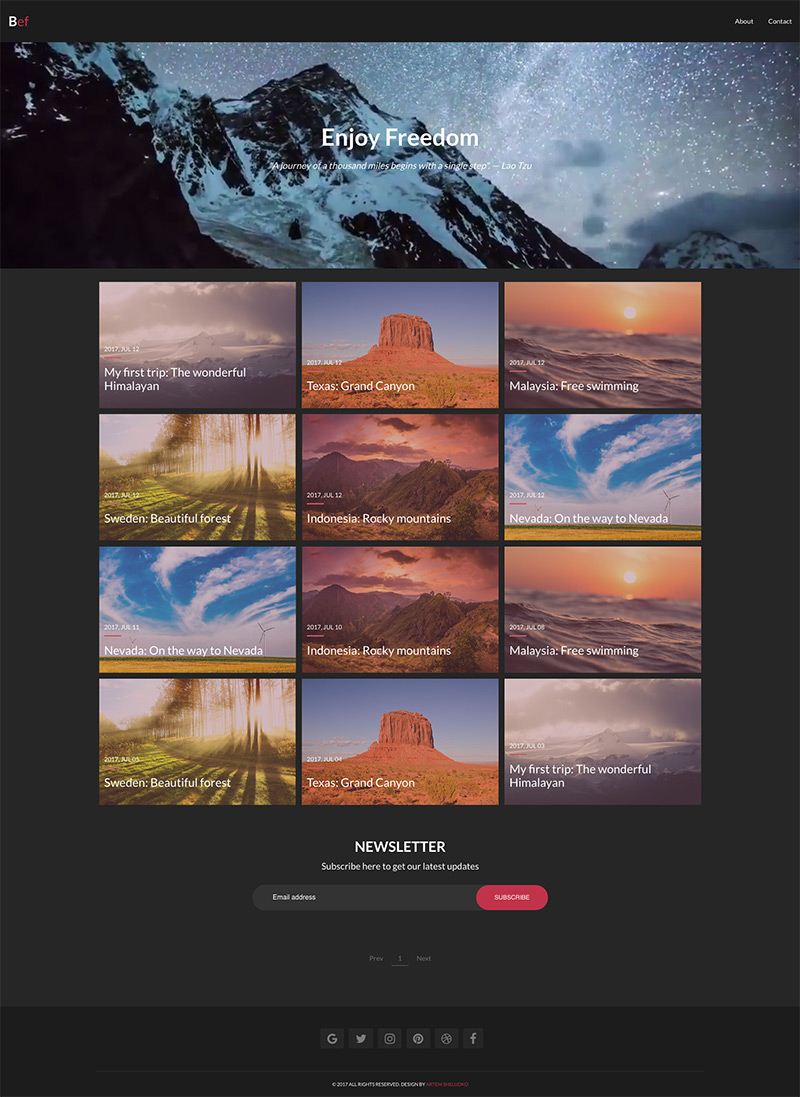 Bef
About
Contact
Enjoy Freedom
"A journey of a thousand miles begins with a single step". — Lao Tzu
2017, JUL 12
My first trip: The wonderful
Himalayan
2017, JUL 12
Texas: Grand Canyon
2017, JUL 12
Malaysia: Free swimming
2017, JUL 12
Sweden: Beautiful forest
2017, JUL 12
Indonesia: Rocky mountains
2017, JUL 12
Nevada: On the way to Nevada
2017, JUL 11
Nevada: On the way to Nevada
2017, JUL 10
Indonesia: Rocky mountains
2017, JUL 08
Malaysia: Free swimming
2017, JUL 05
Sweden: Beautiful forest
2017, JUL 04
Texas: Grand Canyon
2017, JUL 03
My first trip: The wonderful
Himalayan
NEWSLETTER
Subscribe here to get our latest updates
Email address
SUBSCRIBE
Prev
1
Next
© 2017 ALL RIGHTS RESERVED. DESIGN BY ARTEM SHELUDKO